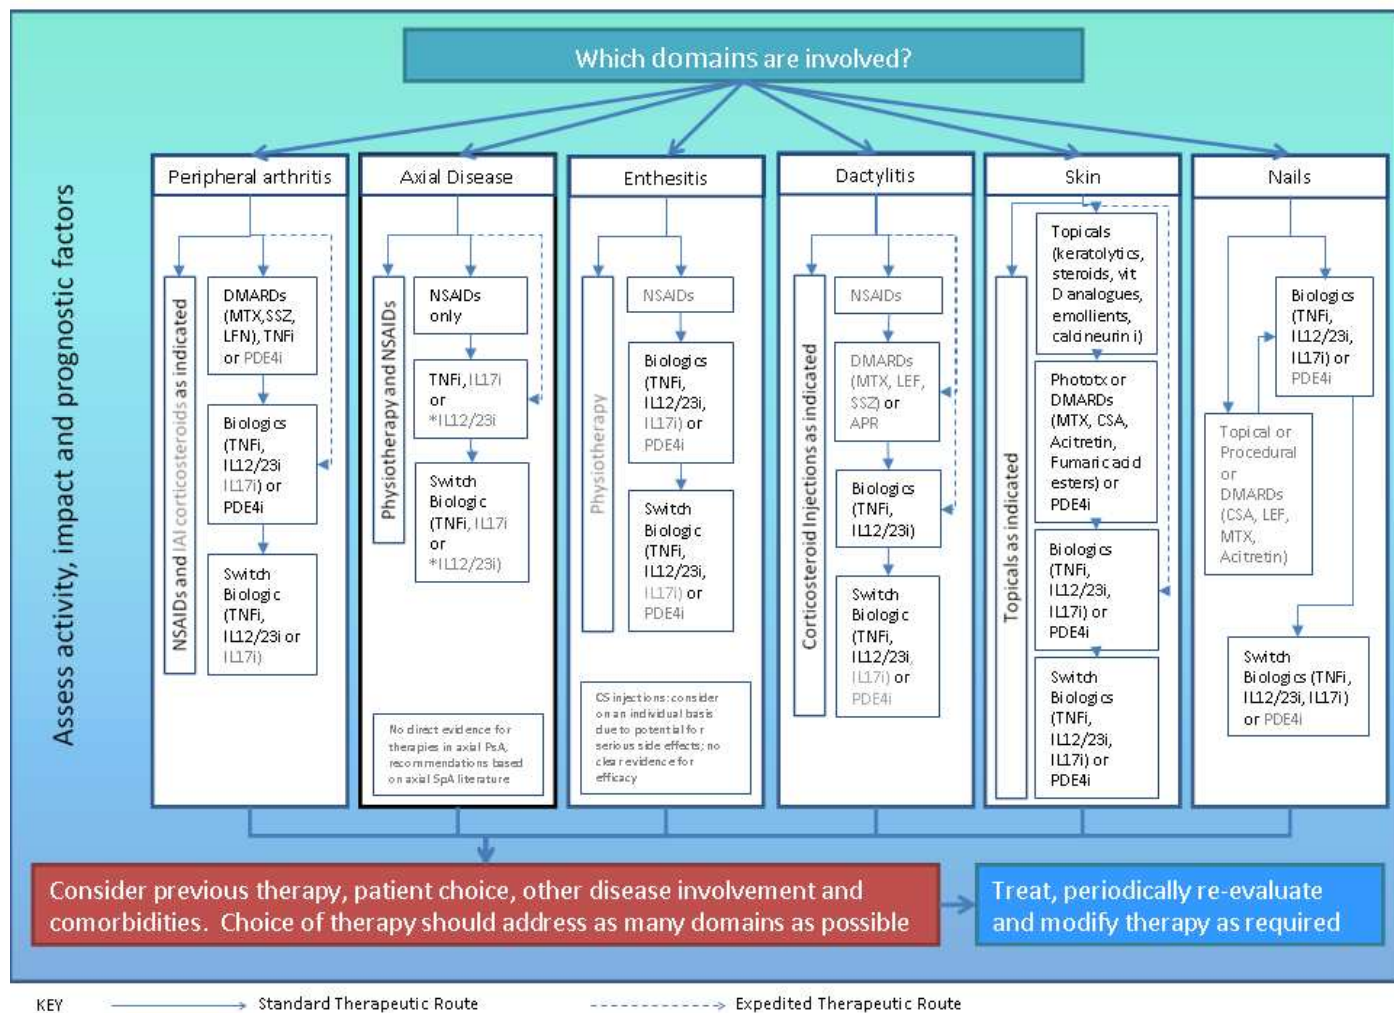 Which domains are involved?
Assess activity, impact and prognostic factors
Peripheral arthritis
NSAIDs and IAI corticosteroids as indicated
DMARDs
(MTX,SSZ,
LFN), TNFi
or PDE4i
Biologics
(TNFi,
IL12/23i
IL17i) or
PDE4i
Switch
Biologic
(TNFi,
IL12/23i or
IL17i)
Axial Disease
Physiotherapy and NSAIDs
NSAIDs
only
TNFi, IL17i
or
*IL12/23i
Switch
Biologic
(TNFi, IL17i
or
*IL12/23i)
No direct evidence for
therapies in axial PsA,
recommendations based
on axial SpA literature
Enthesitis
Physiotherapy
NSAIDs
Biologics
(TNFi,
IL12/23i,
IL17i) or
PDE4i
Switch
Biologic
(TNFi,
IL12/23i,
IL17i) or
PDE4i
CS injections: consider
on an individual basis
due to potential for
serious side effects; no
clear evidence for
efficacy
Dactylitis
Corticosteroid Injections as indicated
NSAIDs
DMARDs
(MTX, LEF,
SSZ) or
APR
Biologics
(TNFi,
IL12/23i)
Switch
Biologic
(TNFi,
IL12/23i,
IL17i) or
PDE4i
Skin
Topicals as indicated
Topicals
(keratolytics,
steroids, vit
D analogues,
emollients,
calcineurin i)
Phototx or
DMARDs
(MTX, CSA,
Acitretin,
Fumaric acid
esters) or
PDE4i
Biologics
(TNFi,
IL12/23i,
IL17i) or
PDE4i
Switch
Biologics
(TNFi,
IL12/23i,
IL17i) or
PDE4i
Nails
Biologics
(TNFi,
IL12/23i,
IL17i) or
PDE4i
Topical or
Procedural
or
DMARDs
(CSA, LEF,
MTX,
Acitretin)
Switch
Biologics (TNFi,
IL12/23i, IL17i)
or PDE4i
Consider previous therapy, patient choice, other disease involvement and
comorbidities. Choice of therapy should address as many domains as possible
Treat, periodically re-evaluate
and modify therapy as required
KEY
Standard Therapeutic Route
Expedited Therapeutic Route